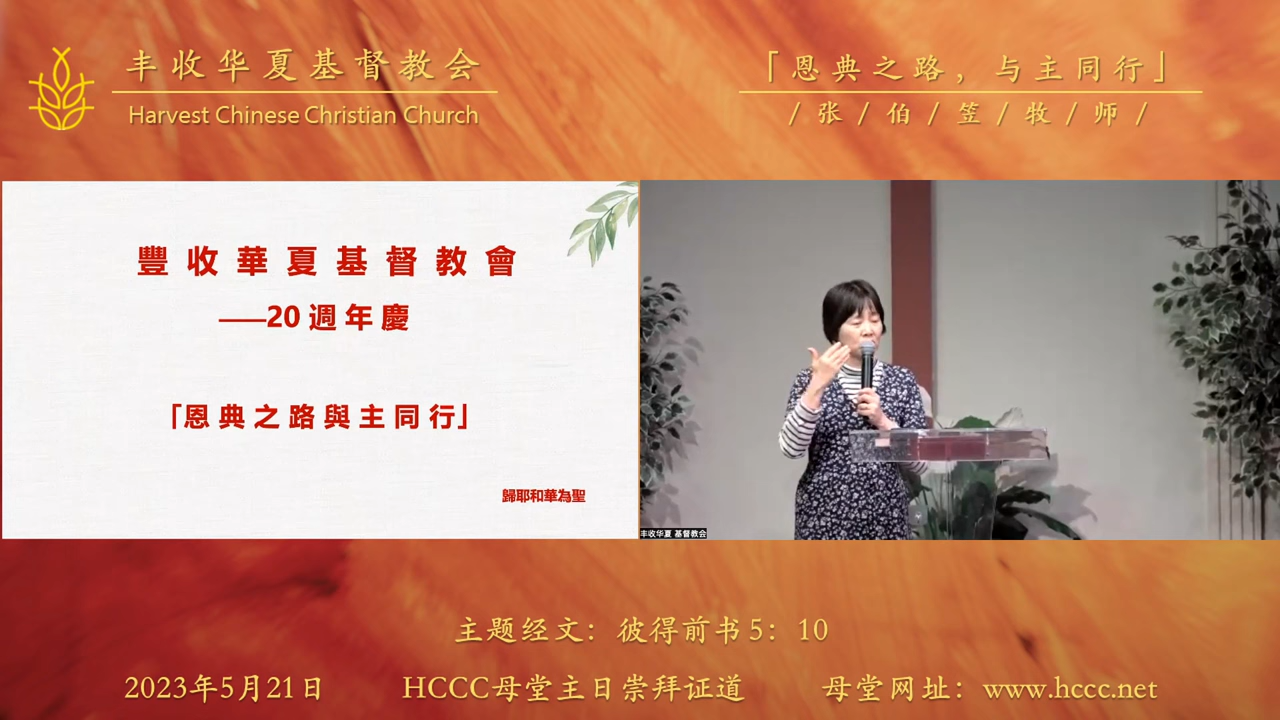 丰收华夏基督教会
Harvest Chinese Christian Church
「恩典之路，与主同行」
/ 张 / 伯 / 笠 / 牧 / 师 /
豐收華夏基督教會
——20週年慶
「恩典之路與主同行」
歸耶和華為聖
丰收华夏 基督教会
主题经文：彼得前书5：10
2023年5月21日 HCCC母堂主日崇拜证道 母堂网址：www.hccc.net